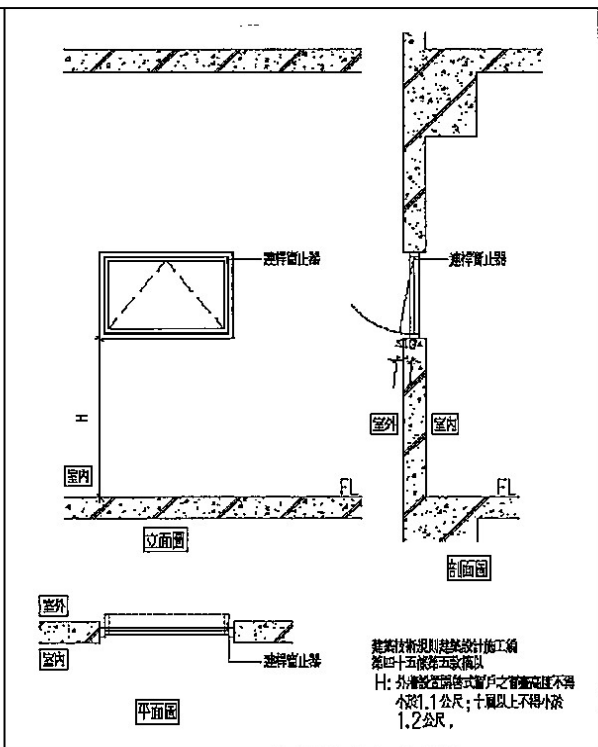 連桿管止器
連桿管止器
H
室內
FL
立面圖
室外
室內
FL
剖面圖
室外
室內
連桿管止器
平面圖
建築技術規則建築設計施工編
第四十五條第五款擴以
H: 外牆設置開啓式窗戶之窗臺高度不得
小於1.1公尺；十層以上不得小於
1.2公尺，